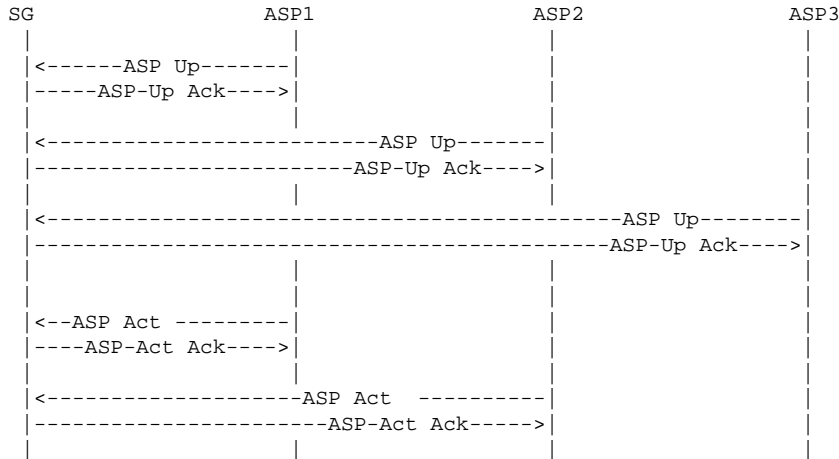 SG ASP1 ASP2 ASP3
<------ASP Up-------
-----ASP-Up Ack---->
<---------------------------ASP Up-------
-------------------------ASP-Up Ack---->
<----------------------------------------------ASP Up--------
---------------------------------------------ASP-Up Ack---->
<--ASP Act ---------
----ASP-Act Ack---->
<---------------------ASP Act  ----------
-----------------------ASP-Act Ack----->